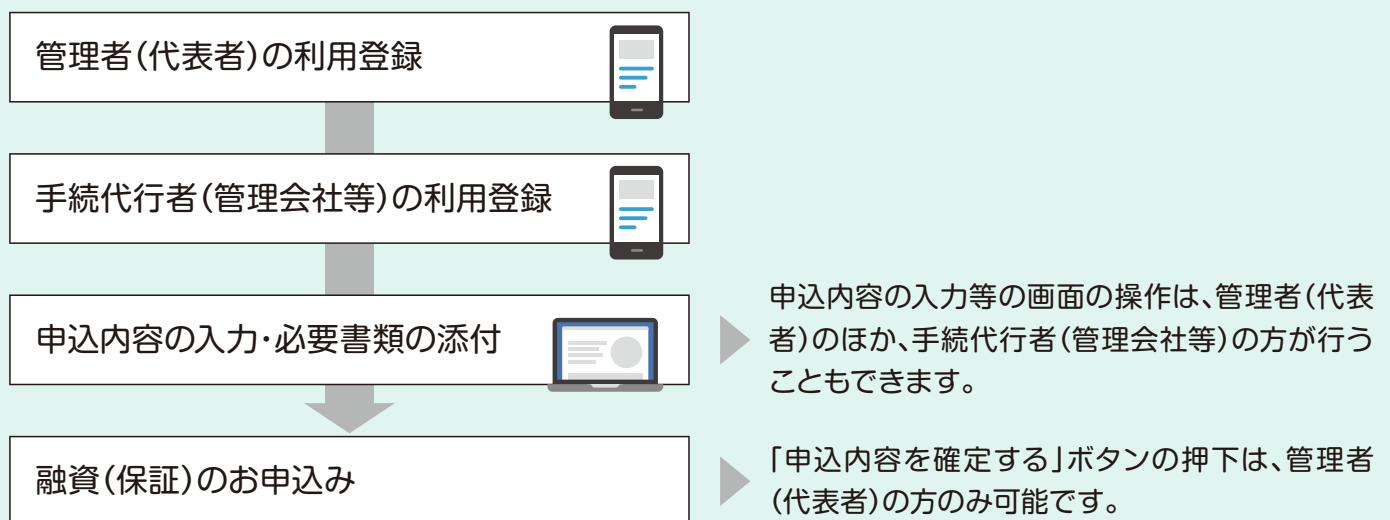 管理者(代表者)の利用登録
手続代行者(管理会社等)の利用登録
申込内容の入力・必要書類の添付
申込内容の入力等の画面の操作は、管理者(代表
者)のほか、手続代行者(管理会社等)の方が行う
こともできます。
融資(保証)のお申込み
「申込内容を確定する」ボタンの押下は、管理者
(代表者)の方のみ可能です。